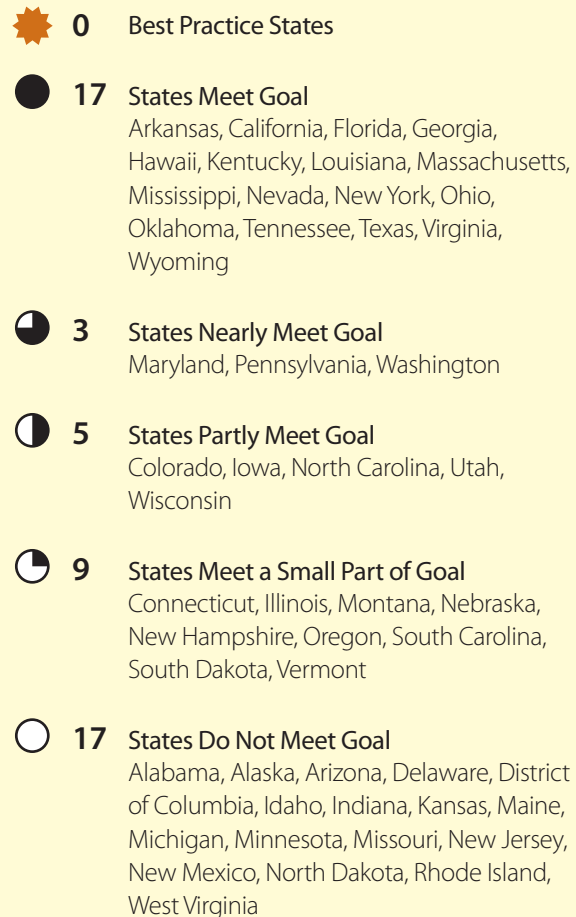 0 Best Practice States
17 States Meet Goal
Arkansas, California, Florida, Georgia,
Hawaii, Kentucky, Louisiana, Massachusetts,
Mississippi, Nevada, New York, Ohio,
Oklahoma, Tennessee, Texas, Virginia,
Wyoming
3 States Nearly Meet Goal
Maryland, Pennsylvania, Washington
5 States Partly Meet Goal
Colorado, Iowa, North Carolina, Utah,
Wisconsin
9 States Meet a Small Part of Goal
Connecticut, Illinois, Montana, Nebraska,
New Hampshire, Oregon, South Carolina,
South Dakota, Vermont
17 States Do Not Meet Goal
Alabama, Alaska, Arizona, Delaware, District
of Columbia, Idaho, Indiana, Kansas, Maine,
Michigan, Minnesota, Missouri, New Jersey,
New Mexico, North Dakota, Rhode Island,
West Virginia